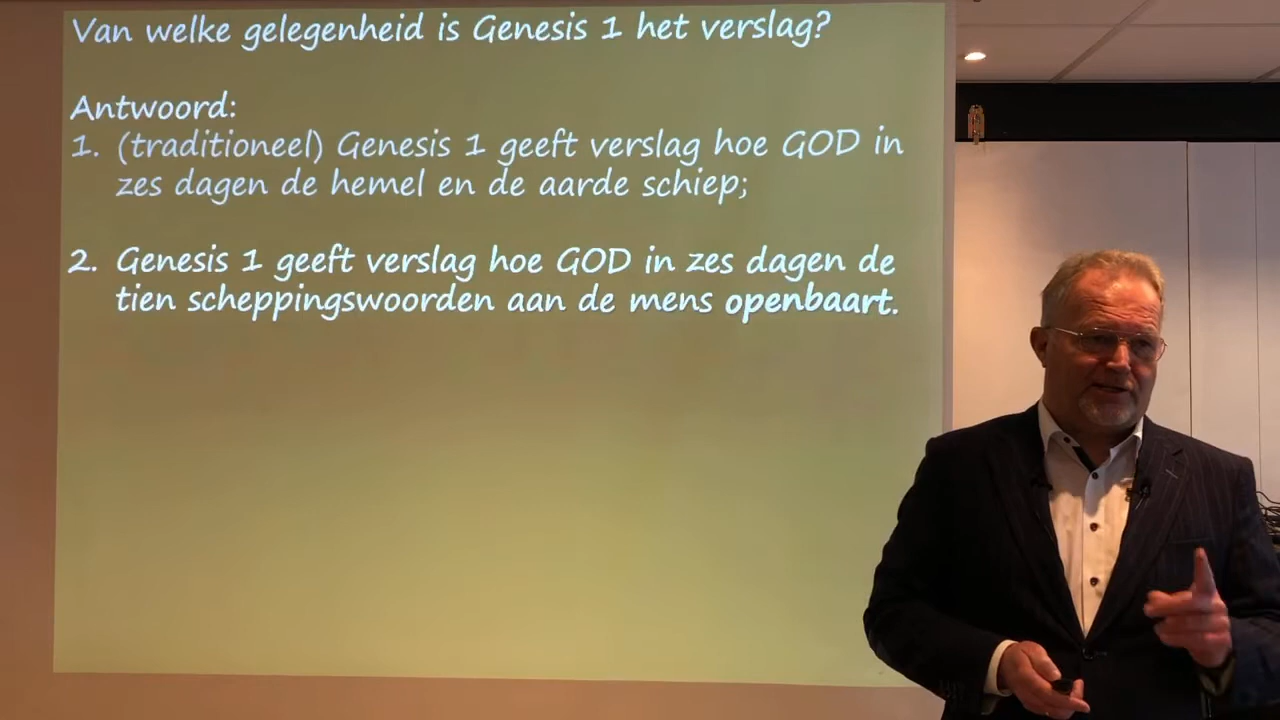 Van welke gelegenheid is Genesis 1 het verslag?
Antwoord:
1. (traditioneel) Genesis 1 geeft verslag hoe GOD in
zes dagen de hemel en de aarde schiep;
2. Genesis 1 geeft verslag hoe GOD in zes dagen de
tien scheppingswoorden aan de mens openbaart.